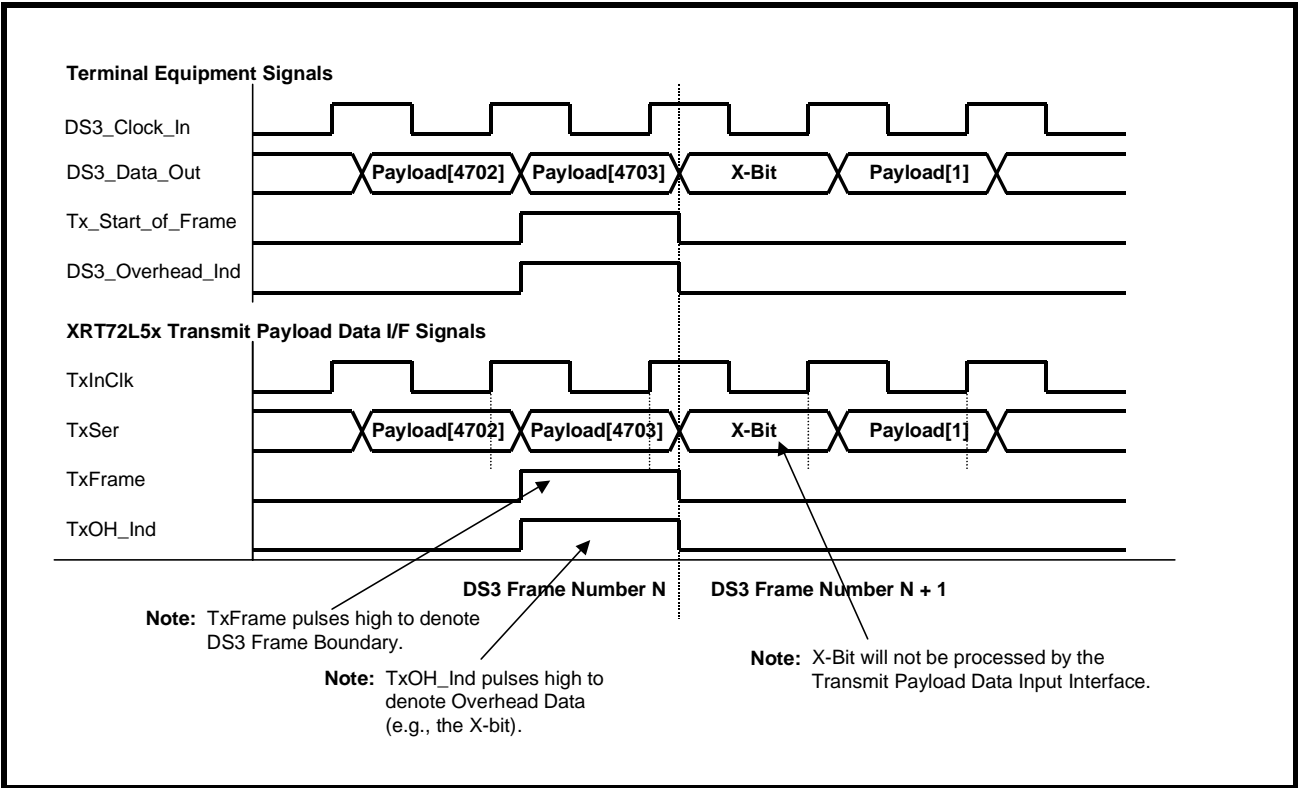 Terminal Equipment Signals
DS3_Clock_In
DS3_Data_Out
Payload[4702] Payload[4703] X-Bit Payload[1]
Tx_Start_of_Frame
DS3_Overhead_Ind
XRT72L5x Transmit Payload Data I/F Signals
TxInClk
TxSer
Payload[4702] Payload[4703] X-Bit Payload[1]
TxFrame
TxOH_Ind
DS3 Frame Number N DS3 Frame Number N + 1
Note: TxFrame pulses high to denote
DS3 Frame Boundary.
Note: TxOH_Ind pulses high to
denote Overhead Data
(e.g., the X-bit).
Note: X-Bit will not be processed by the
Transmit Payload Data Input Interface.